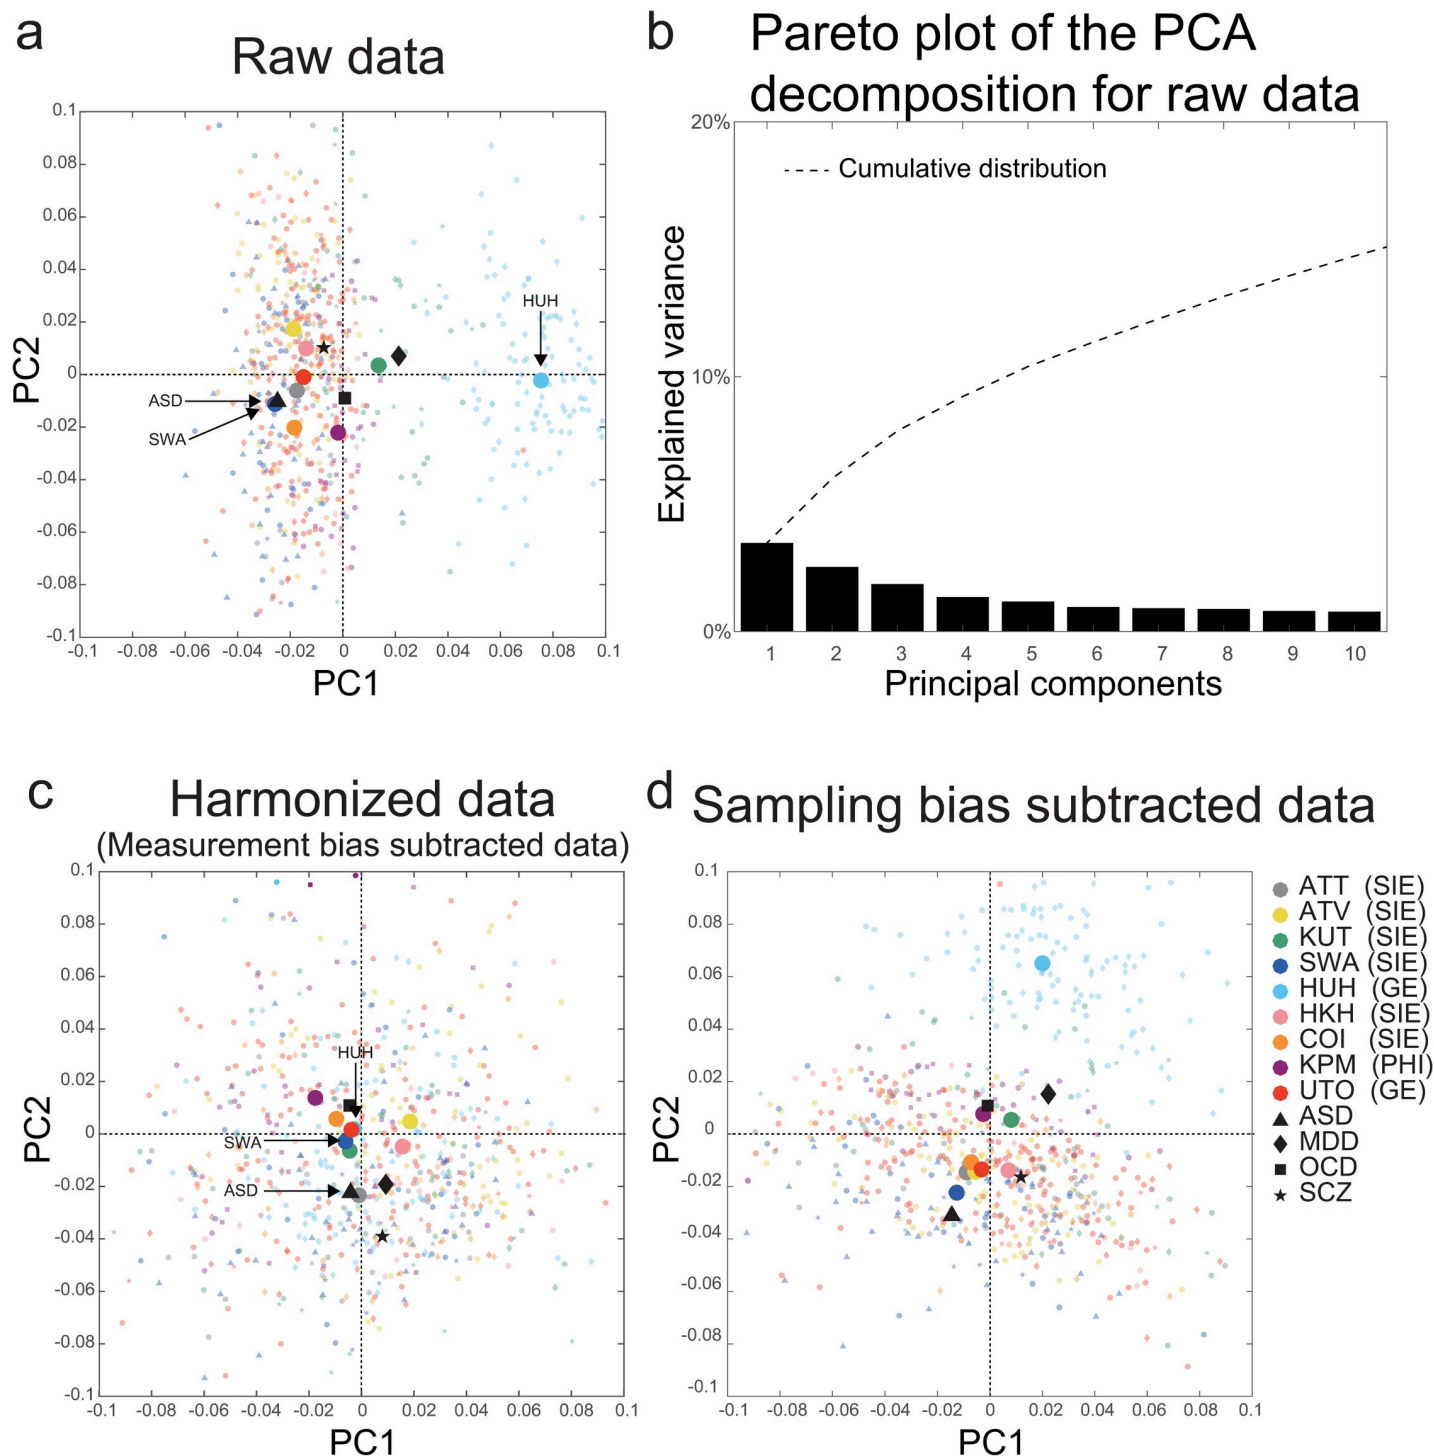 a
Raw data
0.1
0.08
0.06
0.04
0.02
0
-0.02
-0.04
-0.06
-0.08
-0.1
PC2
HUH
ASD
SWA
-0.1 -0.08 -0.06 -0.04 -0.02 0 0.02 0.04 0.06 0.08 0.1
PC1
b
Pareto plot of the PCA
decomposition for raw data
20%
10%
0%
Explained variance
Cumulative distribution
1 2 3 4 5 6 7 8 9 10
Principal components
c
Harmonized data
(Measurement bias subtracted data)
0.1
0.08
0.06
0.04
0.02
0
-0.02
-0.04
-0.06
-0.08
-0.1
PC2
HUH
SWA
ASD
-0.1 -0.08 -0.06 -0.04 -0.02 0 0.02 0.04 0.06 0.08 0.1
PC1
d
Sampling bias subtracted data
0.1
0.08
0.06
0.04
0.02
0
-0.02
-0.04
-0.06
-0.08
-0.1
PC2
-0.1 -0.08 -0.06 -0.04 -0.02 0 0.02 0.04 0.06 0.08 0.1
PC1
ATT (SIE)
ATV (SIE)
KUT (SIE)
SWA (SIE)
HUH (GE)
HKH (SIE)
COI (SIE)
KPM (PHI)
UTO (GE)
ASD
MDD
OCD
SCZ